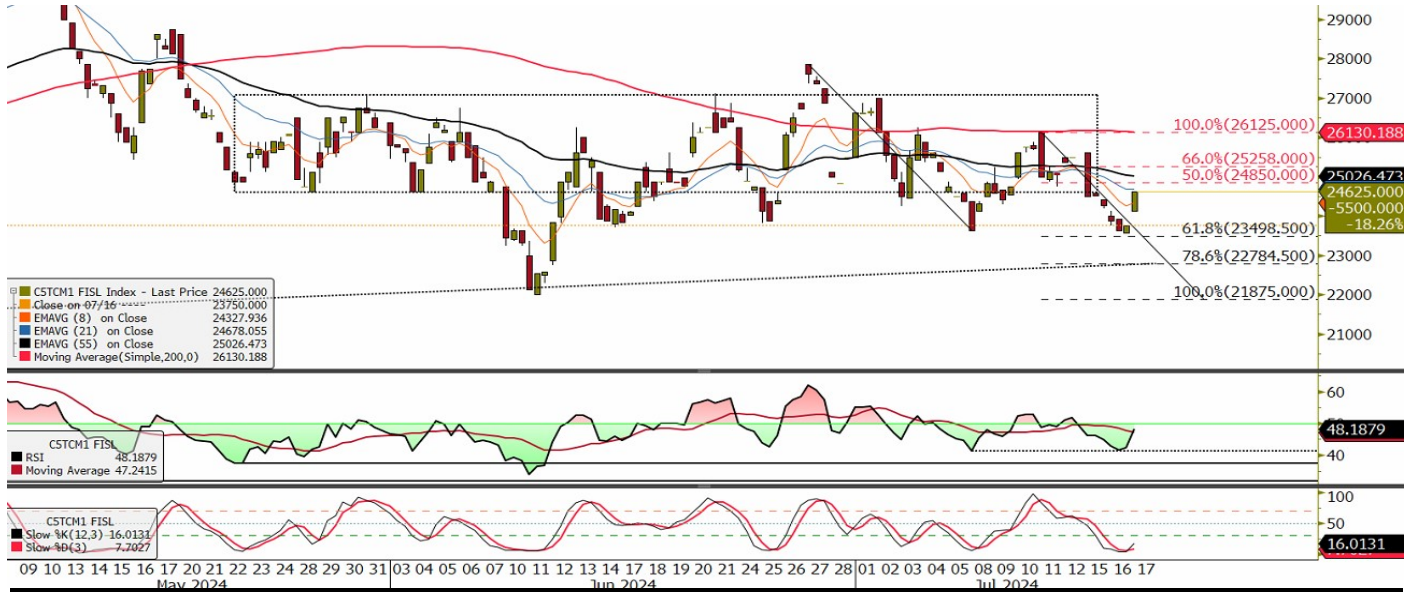 29000
28000
27000
100.0%(26125.000)
26130.188
66.0%(25258.000)
25026.473
50.0%(24850.000)
24625.000
-5500.000
-18.26%
61.8%(23498.500)
23000
78.6%(22784.500)
100.0%(21875.000)
22000
21000
C5TCM1 FISL Index - Last Price 24625.000
Close on 07/16 ---- 23750.000
EMAVG (8) on Close 24327.936
EMAVG (21) on Close 24678.055
EMAVG (55) on Close 25026.473
Moving Average(Simple,200,0) 26130.188
60
48.1879
40
C5TCM1 FISL
RSI 48.1879
Moving Average 47.2415
100
50
16.0131
C5TCM1 FISL
Slow %K(12,3) 16.0131
Slow %D(3) 7.7027
09 10 13 14 15 16 17 20 21 22 23 24 28 29 30 31 03 04 05 06 07 10 11 12 13 14 17 18 19 20 21 24 25 26 27 28 01 02 03 04 05 08 09 10 11 12 15 16 17
May 2024 Jun 2024 Jul 2024